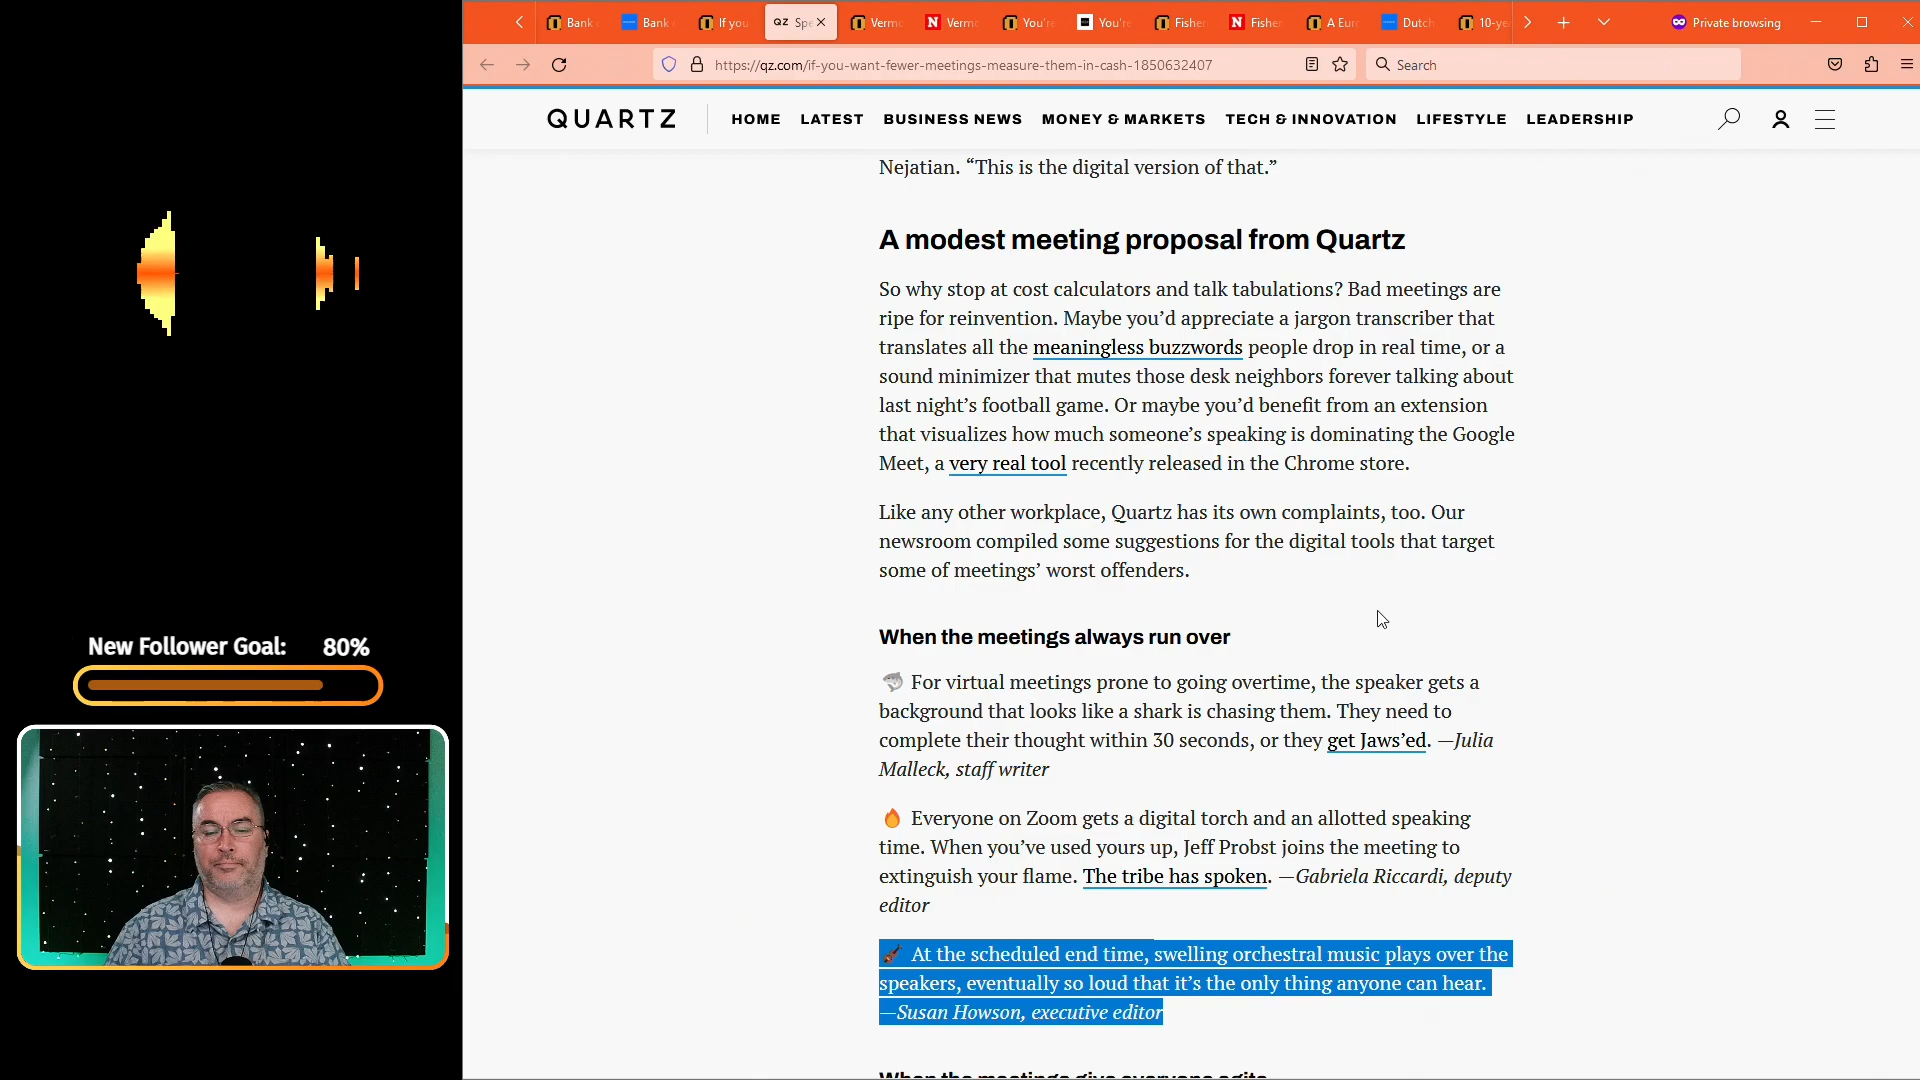 Bank
Bank
If you
QZ Spe
Vermo
N Verm
You're
You're
Fisher
N Fisher
A Eur
Dutch
10-ye
Private browsing
https://qz.com/if-you-want-fewer-meetings-measure-them-in-cash-1850632407
Search
QUARTZ
HOME LATEST BUSINESS NEWS MONEY & MARKETS TECH & INNOVATION LIFESTYLE LEADERSHIP
Nejatian. “This is the digital version of that.”
A modest meeting proposal from Quartz
So why stop at cost calculators and talk tabulations? Bad meetings are
ripe for reinvention. Maybe you’d appreciate a jargon transcriber that
translates all the meaningless buzzwords people drop in real time, or a
sound minimizer that mutes those desk neighbors forever talking about
last night’s football game. Or maybe you’d benefit from an extension
that visualizes how much someone’s speaking is dominating the Google
Meet, a very real tool recently released in the Chrome store.
Like any other workplace, Quartz has its own complaints, too. Our
newsroom compiled some suggestions for the digital tools that target
some of meetings’ worst offenders.
When the meetings always run over
🦈 For virtual meetings prone to going overtime, the speaker gets a
background that looks like a shark is chasing them. They need to
complete their thought within 30 seconds, or they get Jaws’ed. —Julia
Malleck, staff writer
🔥 Everyone on Zoom gets a digital torch and an allotted speaking
time. When you’ve used yours up, Jeff Probst joins the meeting to
extinguish your flame. The tribe has spoken. —Gabriela Riccardi, deputy
editor
🎻 At the scheduled end time, swelling orchestral music plays over the
speakers, eventually so loud that it’s the only thing anyone can hear.
—Susan Howson, executive editor
New Follower Goal: 80%